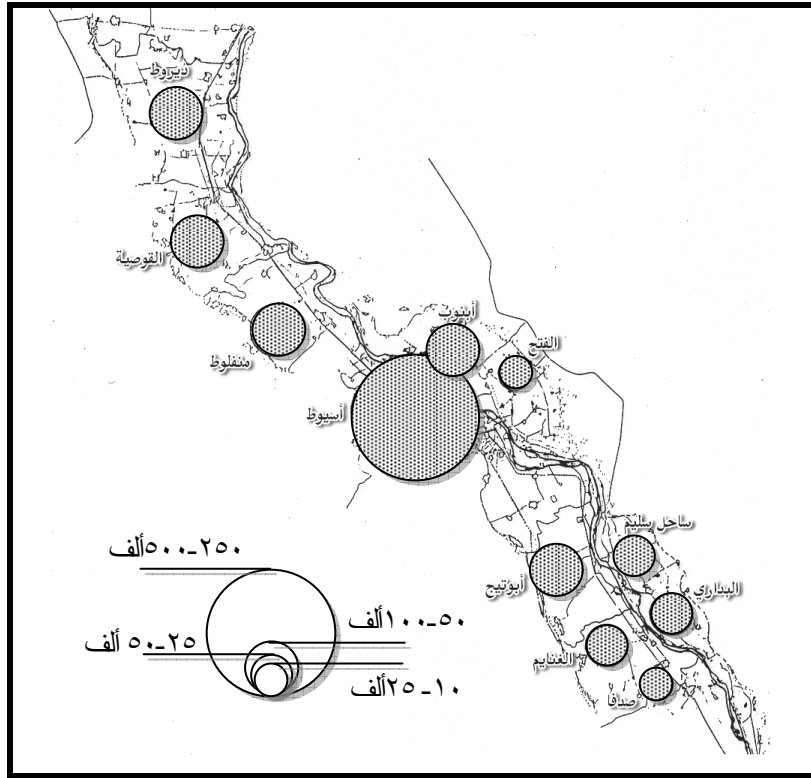 ديروط
القوصية
منفلوط
أبنوب
الفتح
أسيوط
ساحل سليم
البداري
أبوتيج
الغنايم
صدفا
٢٥٠-٥٠٠ألف
٥٠-١٠٠ألف
٢٥-٥٠ ألف
١٠-٢٥ألف